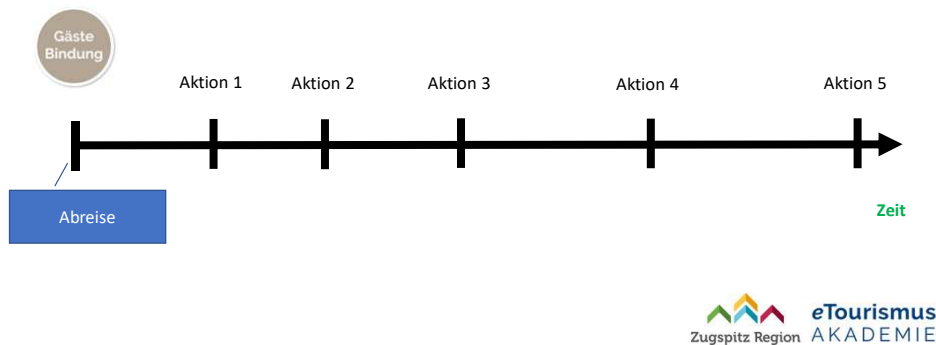 Gäste
Bindung
Aktion 1
Aktion 2
Aktion 3
Aktion 4
Aktion 5
Abreise
Zeit
Zugspitz Region
eTourismus
AKADEMIE